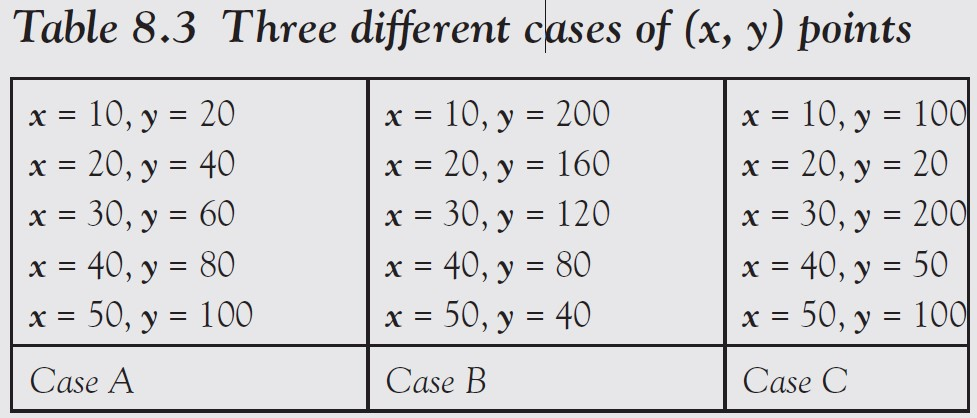 Table 8.3 Three different cases of (x, y) points
x = 10, y = 20
x = 20, y = 40
x = 30, y = 60
x = 40, y = 80
x = 50, y = 100
Case A
x = 10, y = 200
x = 20, y = 160
x = 30, y = 120
x = 40, y = 80
x = 50, y = 40
Case B
x = 10, y = 100
x = 20, y = 20
x = 30, y = 200
x = 40, y = 50
x = 50, y = 100
Case C